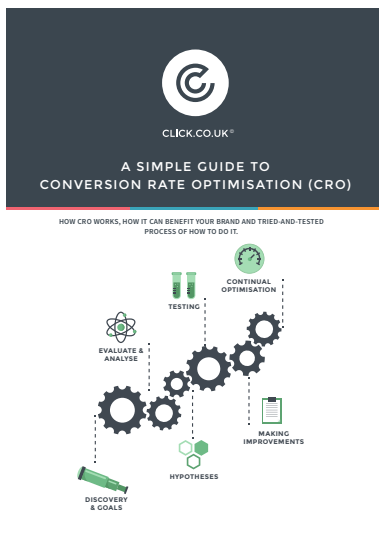 CLICK.CO.UK®
A SIMPLE GUIDE TO
CONVERSION RATE OPTIMISATION (CRO)
HOW CRO WORKS, HOW IT CAN BENEFIT YOUR BRAND AND TRIED-AND-TESTED
PROCESS OF HOW TO DO IT.
CONTINUAL
OPTIMISATION
TESTING
EVALUATE &
ANALYSE
MAKING
IMPROVEMENTS
HYPOTHESES
DISCOVERY
& GOALS